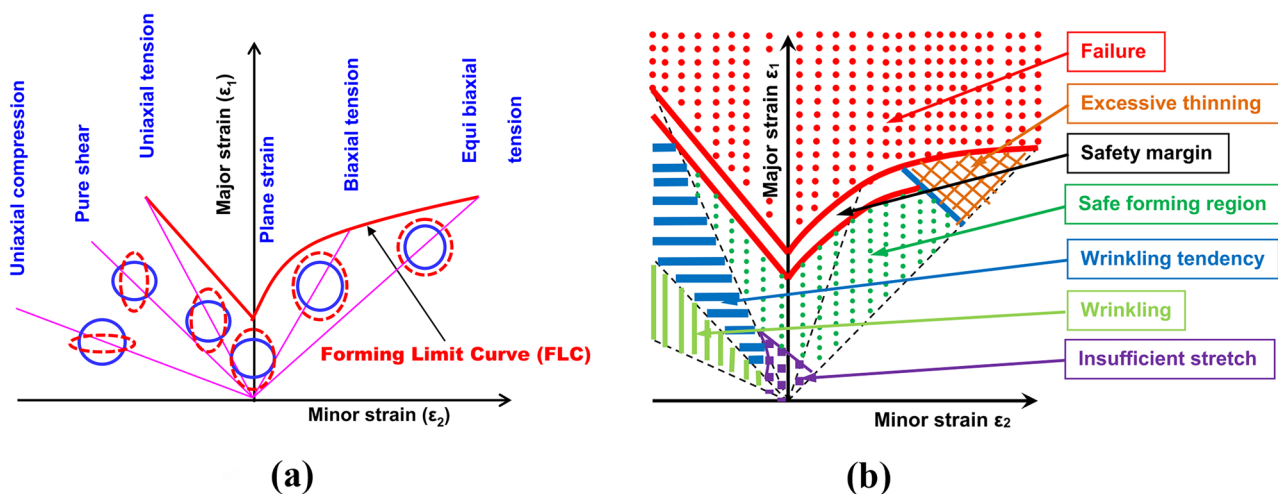 Uniaxial compression
Pure shear
Uniaxial tension
Major strain (ε₁)
Plane strain
Biaxial tension
Equi biaxial
tension
Forming Limit Curve (FLC)
Minor strain (ε₂)
(a)
Major strain ε₁
Failure
Excessive thinning
Safety margin
Safe forming region
Wrinkling tendency
Wrinkling
Insufficient stretch
Minor strain ε₂
(b)